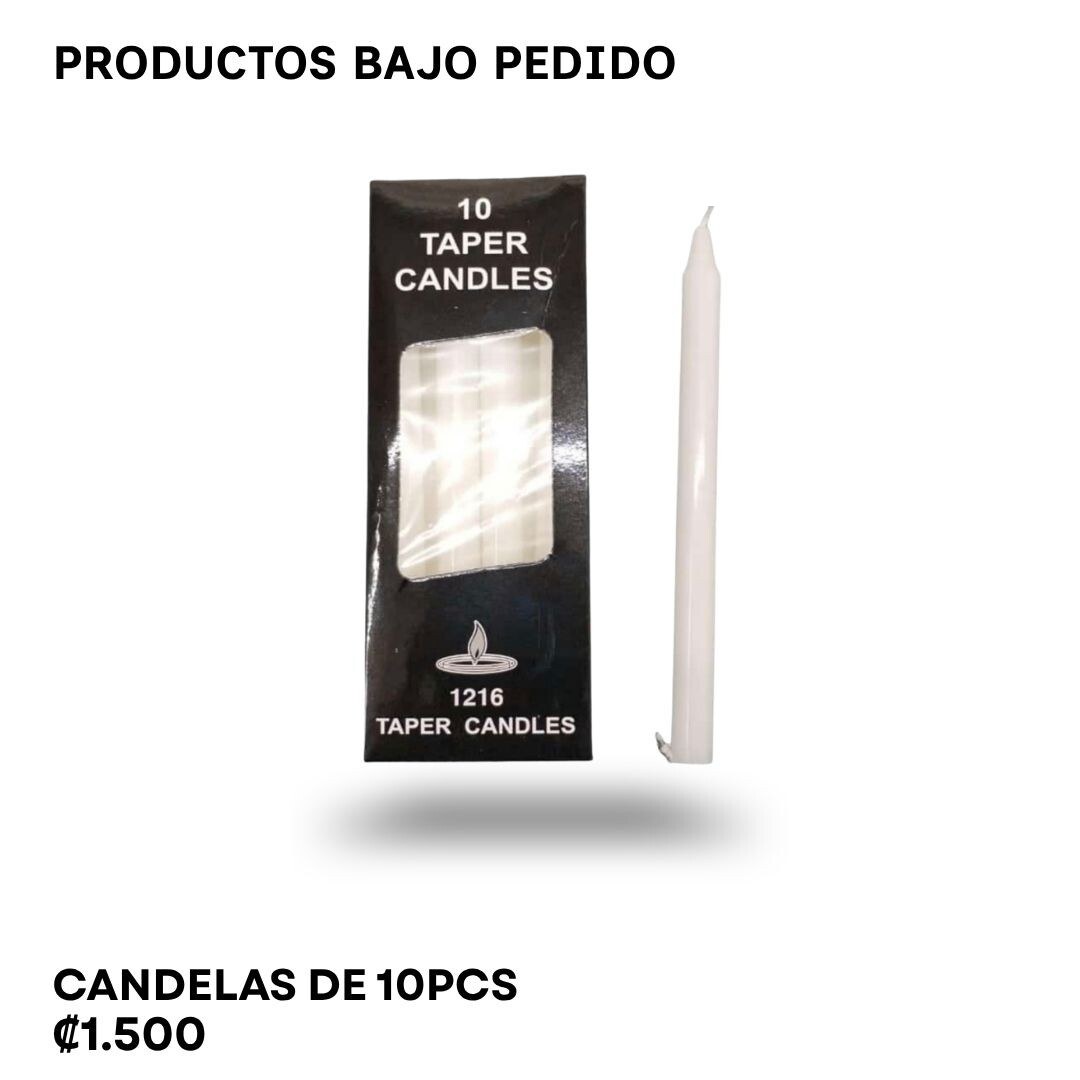 PRODUCTOS BAJO PEDIDO
10
TAPER
CANDLES
1216
TAPER CANDLES
CANDELAS DE 10PCS
₡1.500